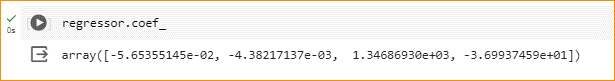 regressor.coef_
0s
array([-5.65355145e-02, -4.38217137e-03,  1.34686930e+03, -3.69937459e+01])